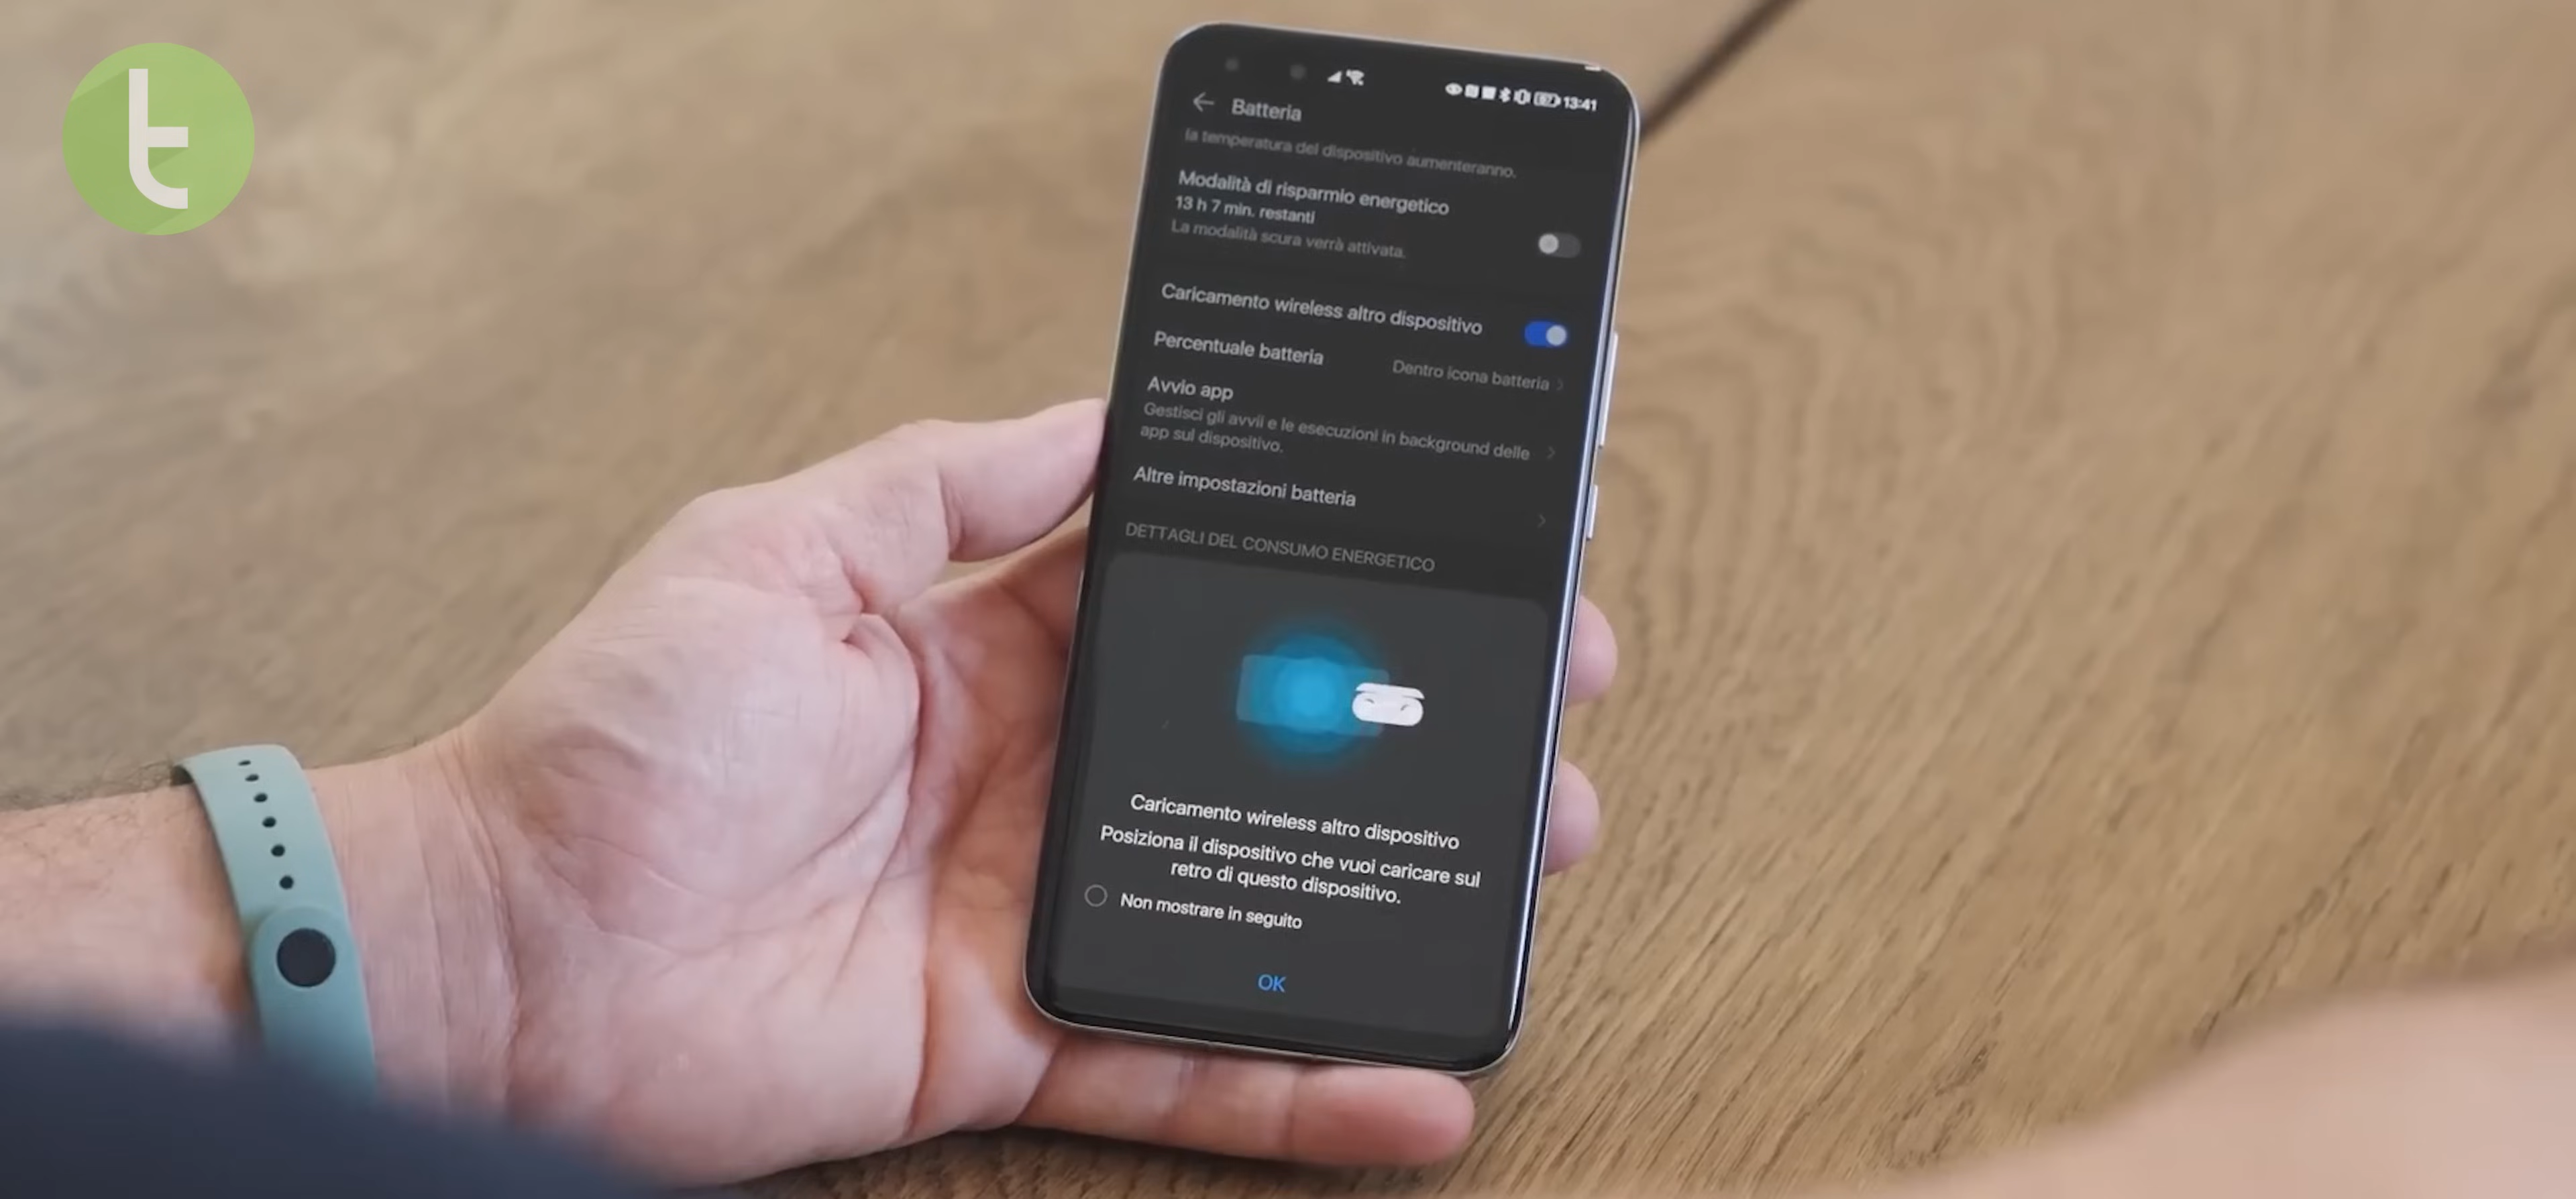 t
13:41
Batteria
la temperatura del dispositivo aumenteranno.
Modalità di risparmio energetico
13 h 7 min. restanti
La modalità scura verrà attivata.
Caricamento wireless altro dispositivo
Percentuale batteria
Dentro icona batteria
Avvio app
Gestisci gli avvii e le esecuzioni in background delle
app sul dispositivo.
Altre impostazioni batteria
DETTAGLI DEL CONSUMO ENERGETICO
Caricamento wireless altro dispositivo
Posiziona il dispositivo che vuoi caricare sul
retro di questo dispositivo.
Non mostrare in seguito
OK